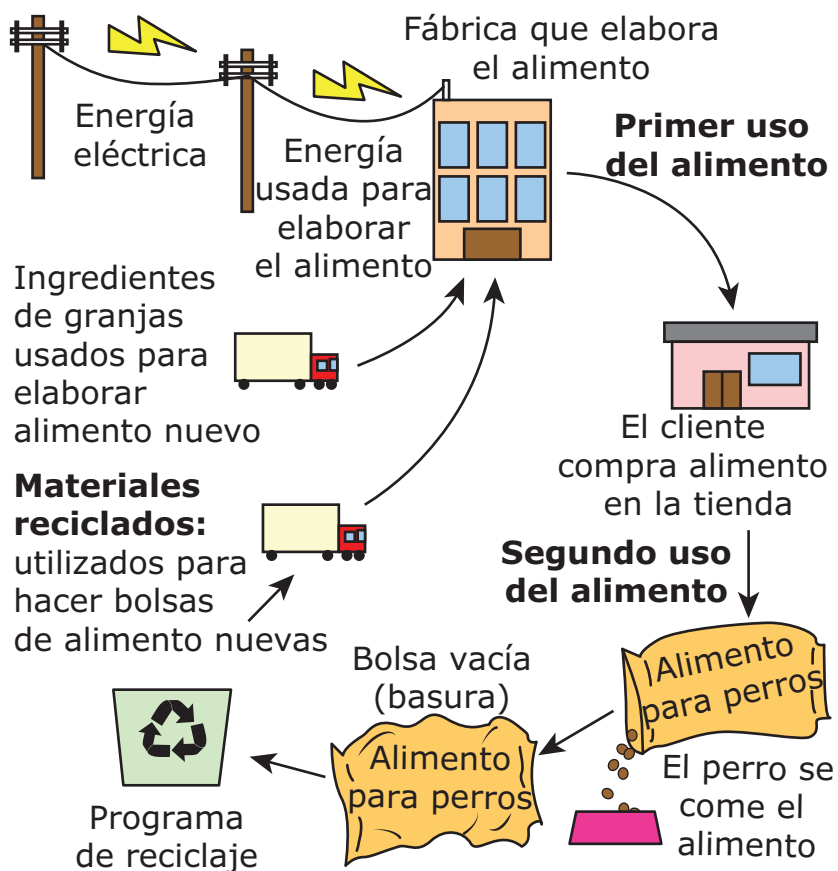 Energía
eléctrica
Energía
usada para
elaborar
el alimento
Fábrica que elabora
el alimento
Primer uso
del alimento
Ingredientes
de granjas
usados para
elaborar
alimento nuevo
El cliente
compra alimento
en la tienda
Materiales
reciclados:
utilizados para
hacer bolsas
de alimento nuevas
Segundo uso
del alimento
Alimento
para perros
El perro se
come el
alimento
Bolsa vacía
(basura)
Alimento
para perros
Programa
de reciclaje